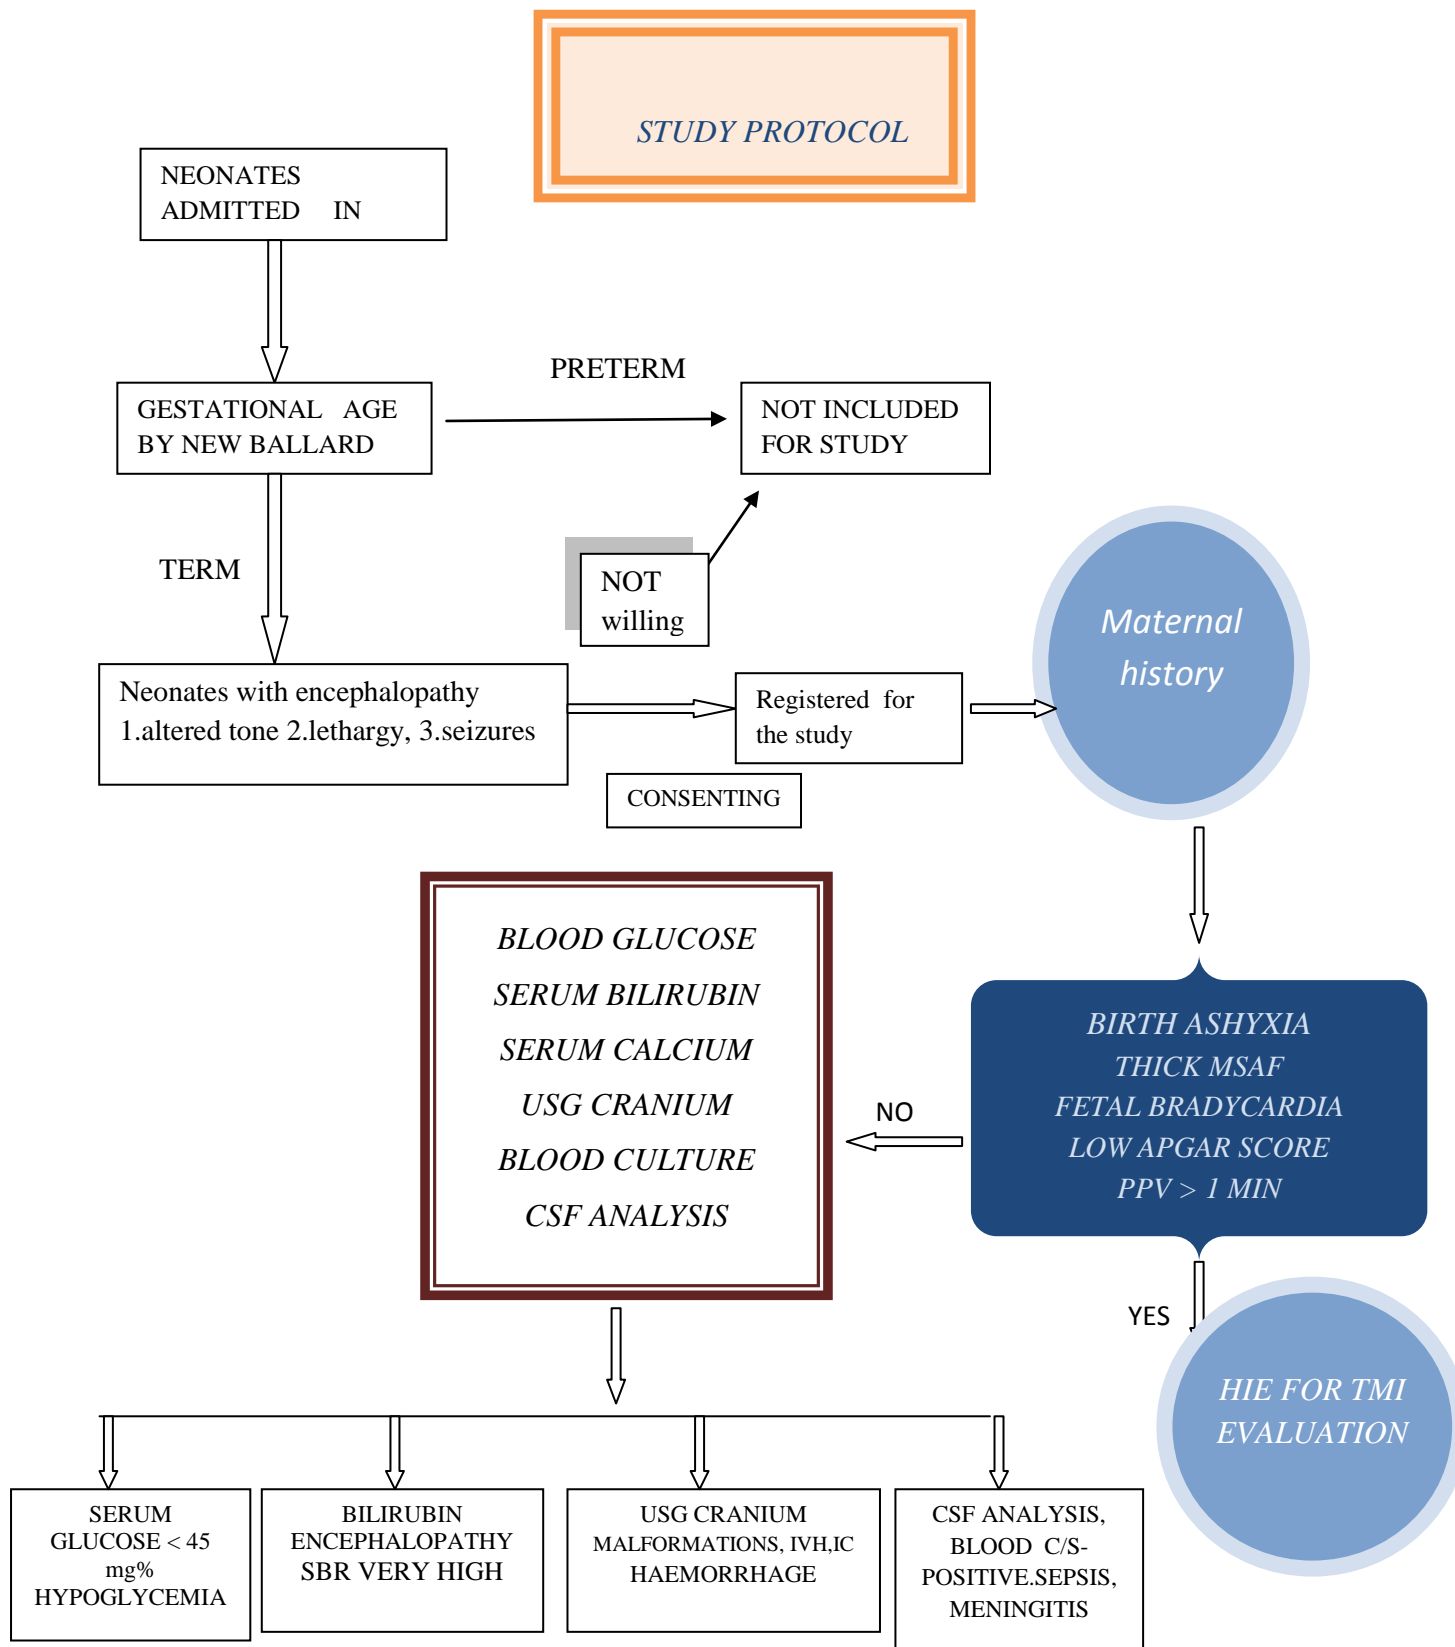 STUDY PROTOCOL
NEONATES
ADMITTED IN
PRETERM
GESTATIONAL AGE
BY NEW BALLARD
NOT INCLUDED
FOR STUDY
TERM
NOT
willing
Maternal
history
Neonates with encephalopathy
1.altered tone 2.lethargy, 3.seizures
Registered for
the study
CONSENTING
BLOOD GLUCOSE
SERUM BILIRUBIN
SERUM CALCIUM
USG CRANIUM
BLOOD CULTURE
CSF ANALYSIS
NO
BIRTH ASHYXIA
THICK MSAF
FETAL BRADYCARDIA
LOW APGAR SCORE
PPV > 1 MIN
YES
HIE FOR TMI
EVALUATION
SERUM
GLUCOSE < 45
mg%
HYPOGLYCEMIA
BILIRUBIN
ENCEPHALOPATHY
SBR VERY HIGH
USG CRANIUM
MALFORMATIONS, IVH,IC
HAEMORRHAGE
CSF ANALYSIS,
BLOOD C/S-
POSITIVE.SEPSIS,
MENINGITIS